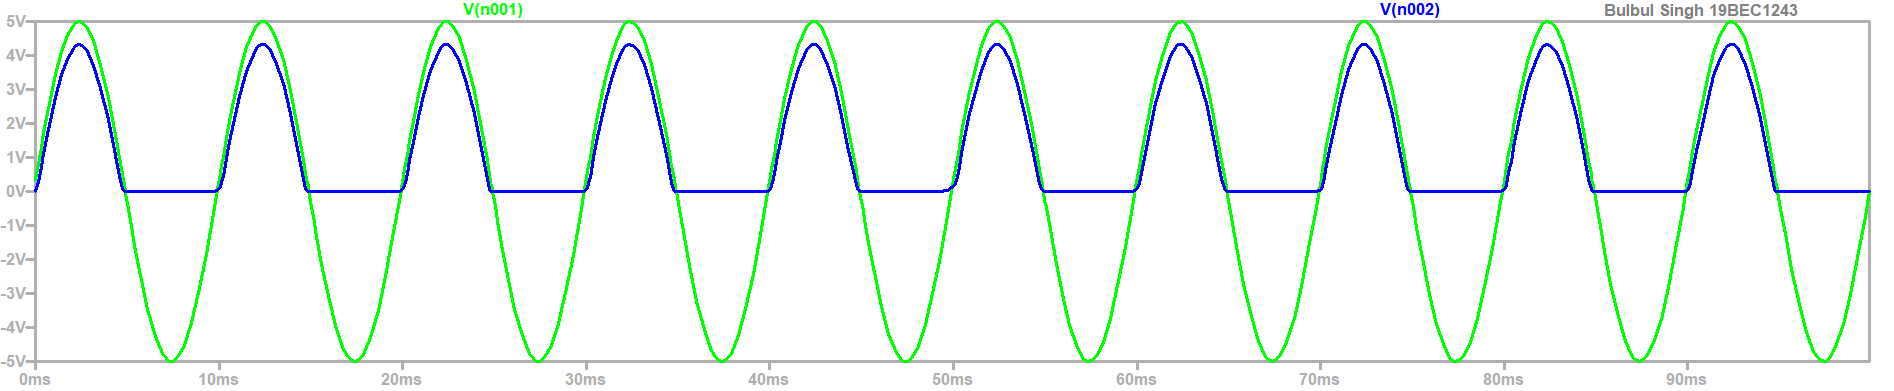 V(n001) V(n002) Bulbul Singh 19BEC1243
5V
4V
3V
2V
1V
0V
-1V
-2V
-3V
-4V
-5V
0ms 10ms 20ms 30ms 40ms 50ms 60ms 70ms 80ms 90ms